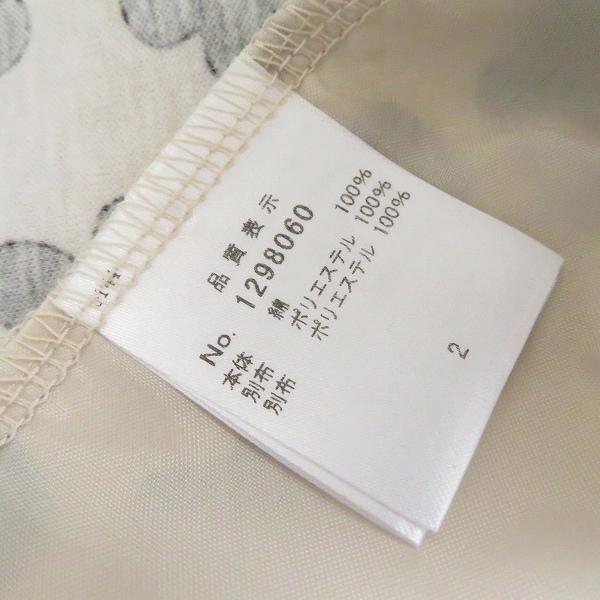 品質表示
No. 1298060
本体 綿 100%
別布 ポリエステル 100%
別布 ポリエステル 100%
2